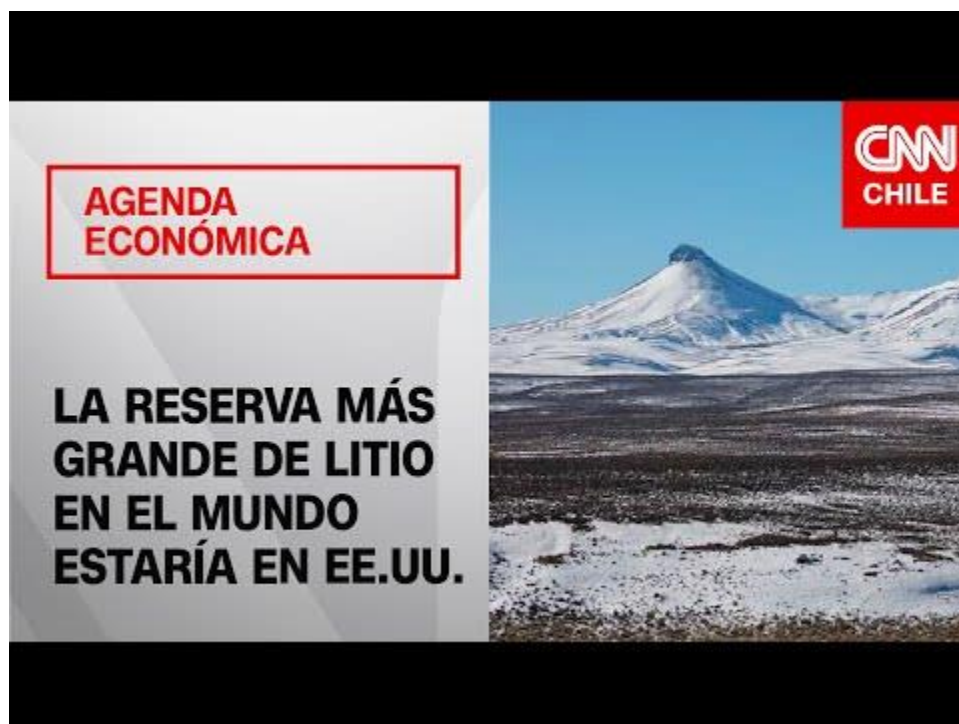 AGENDA
ECONÓMICA
LA RESERVA MÁS
GRANDE DE LITIO
EN EL MUNDO
ESTARÍA EN EE.UU.
CNN
CHILE